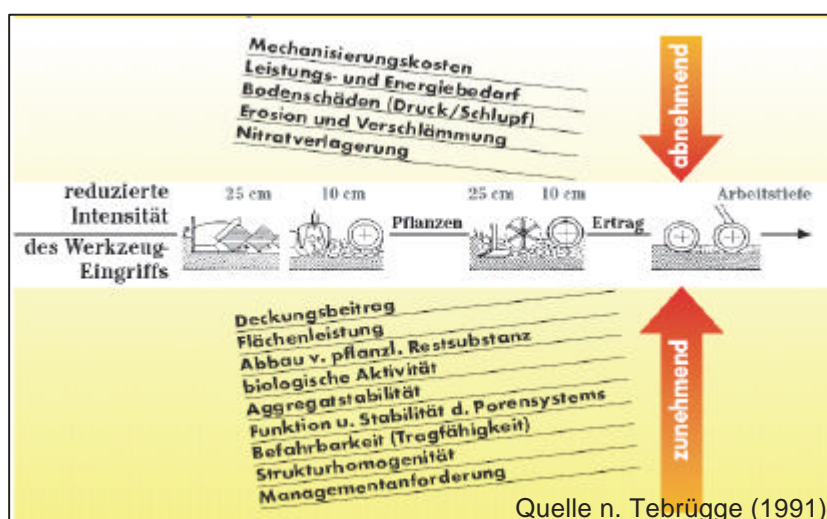 Mechanisierungskosten
Leistungs- und Energiebedarf
Bodenschäden (Druck/Schlupf)
Erosion und Verschlämmung
Nitratverlagerung
abnehmend
reduzierte
Intensität
des Werkzeug-
Eingriffs
25 cm 10 cm 25 cm 10 cm Arbeitstiefe
Pflanzen Ertrag
Deckungsbeitrag
Flächenleistung
Abbau v. pflanzl. Restsubstanz
biologische Aktivität
Aggregatstabilität
Funktion u. Stabilität d. Porensystems
Befahrbarkeit (Tragfähigkeit)
Strukturhomogenität
Managementanforderung
zunehmend
Quelle n. Tebrügge (1991)